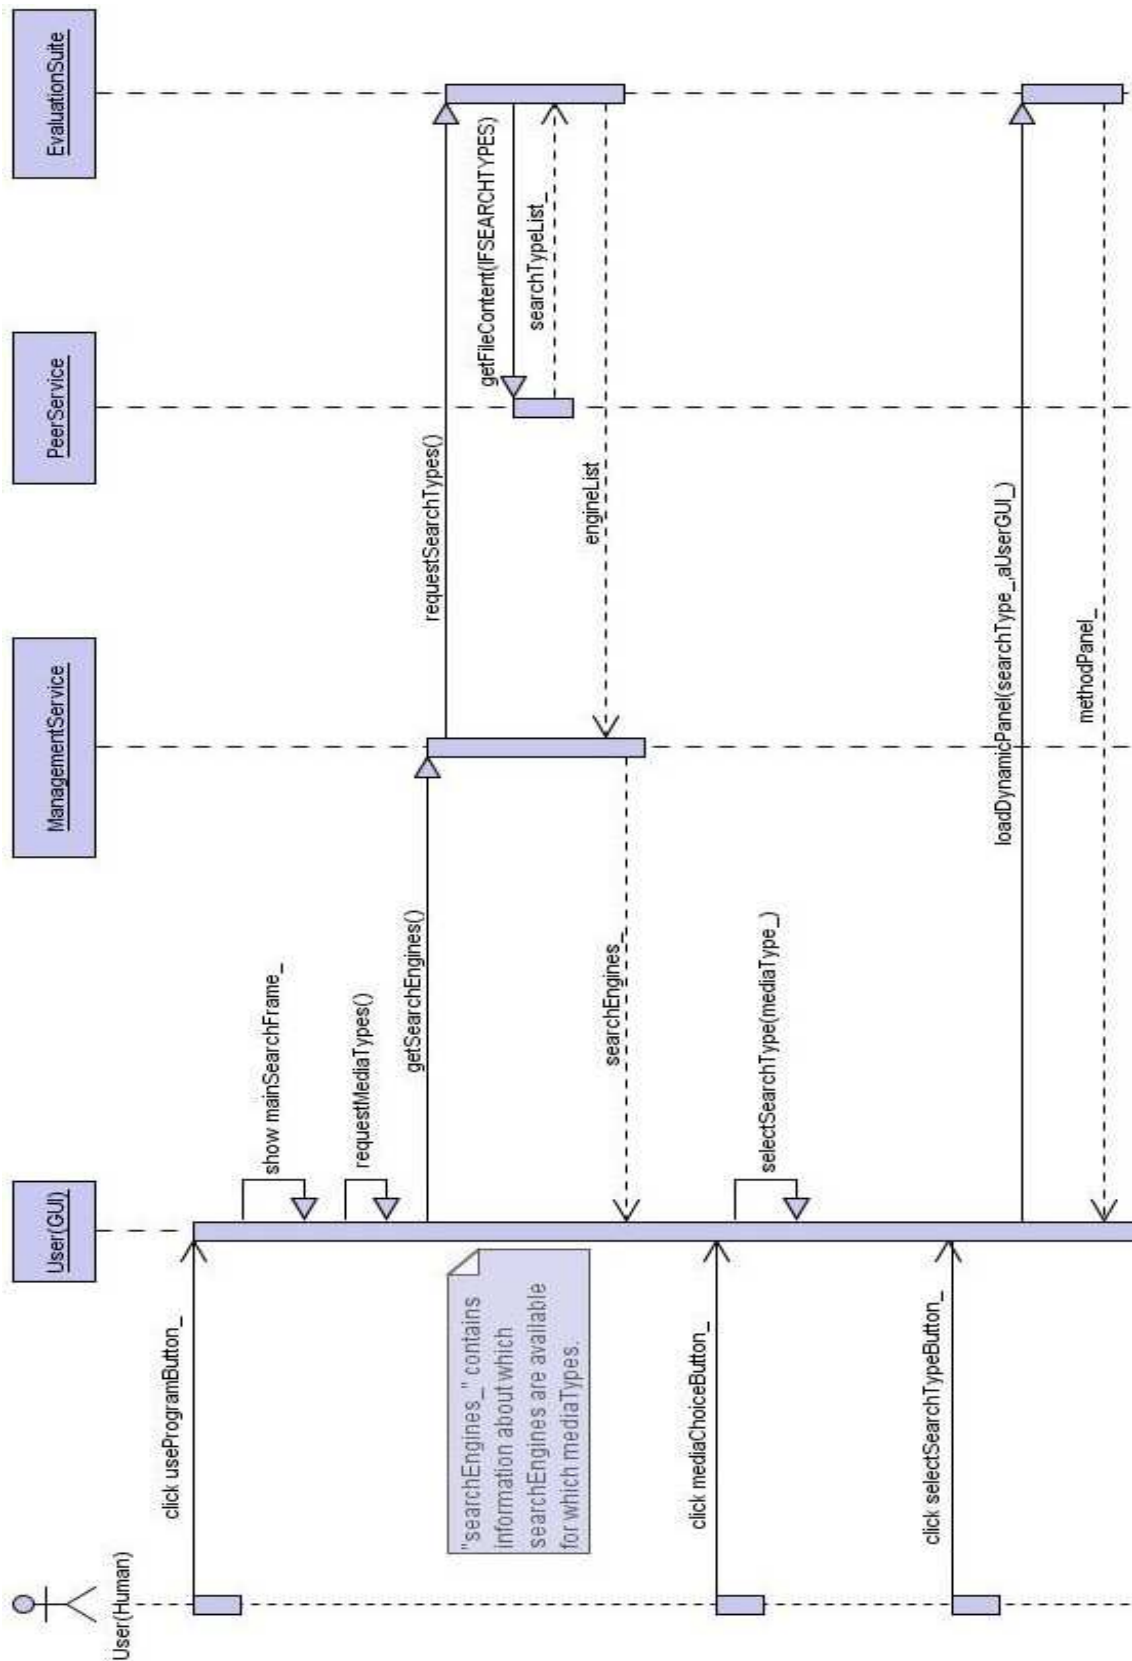 User(Human)
User(GUI)
ManagementService
PeerService
EvaluationSuite
click useProgramButton_
show mainSearchFrame_
requestMediaTypes()
getSearchEngines()
requestSearchTypes()
"searchEngines_" contains
information about which
searchEngines are available
for which mediaTypes.
getFileContent(IFSEARCHTYPES)
searchTypeList_
engineList
searchEngines_
click mediaChoiceButton_
selectSearchType(mediaType_)
click selectSearchTypeButton_
loadDynamicPanel(searchType_,aUserGUI_)
methodPanel_